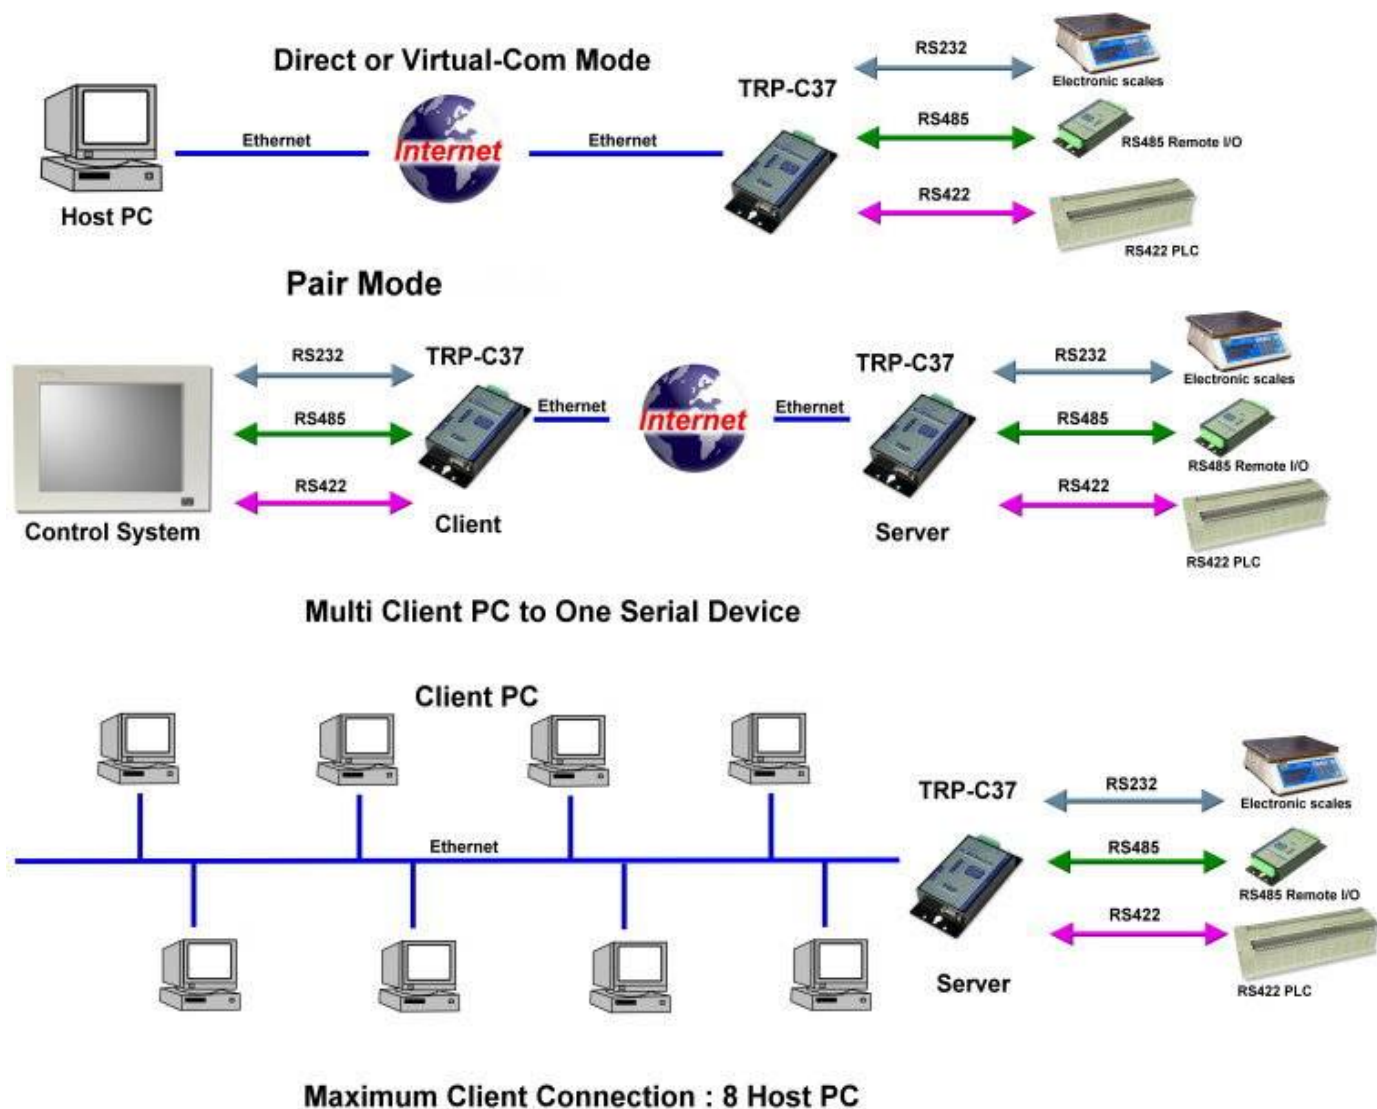 Direct or Virtual-Com Mode
RS232
Electronic scales
TRP-C37
RS485
Ethernet
Internet
Ethernet
RS485 Remote I/O
RS422
Host PC
RS422 PLC
Pair Mode
RS232
TRP-C37
TRP-C37
RS232
Electronic scales
RS485
Ethernet
Internet
Ethernet
RS485
RS485 Remote I/O
RS422
RS422
Control System
Client
Server
RS422 PLC
Multi Client PC to One Serial Device
Client PC
TRP-C37
RS232
Electronic scales
Ethernet
RS485
RS485 Remote I/O
RS422
Server
RS422 PLC
Maximum Client Connection : 8 Host PC